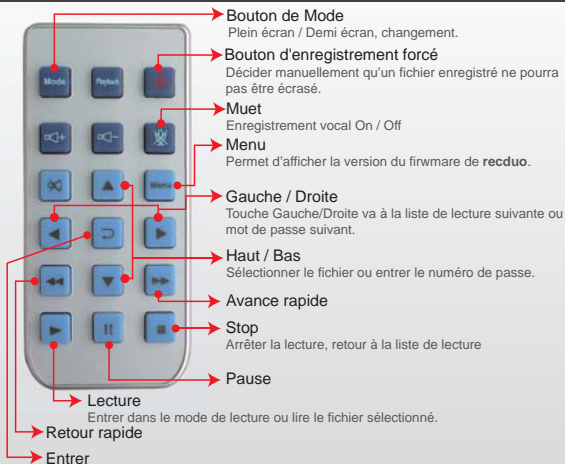 Bouton de Mode
Plein écran / Demi écran, changement.
Bouton d'enregistrement forcé
Décider manuellement qu'un fichier enregistré ne pourra
pas être écrasé.
Muet
Enregistrement vocal On / Off
Menu
Permet d'afficher la version du firwmare de recduo.
Gauche / Droite
Touche Gauche/Droite va à la liste de lecture suivante ou
mot de passe suivant.
Haut / Bas
Sélectionner le fichier ou entrer le numéro de passe.
Avance rapide
Stop
Arrêter la lecture, retour à la liste de lecture
Pause
Lecture
Entrer dans le mode de lecture ou lire le fichier sélectionné.
Retour rapide
Entrer
Mode
Playback
Menu